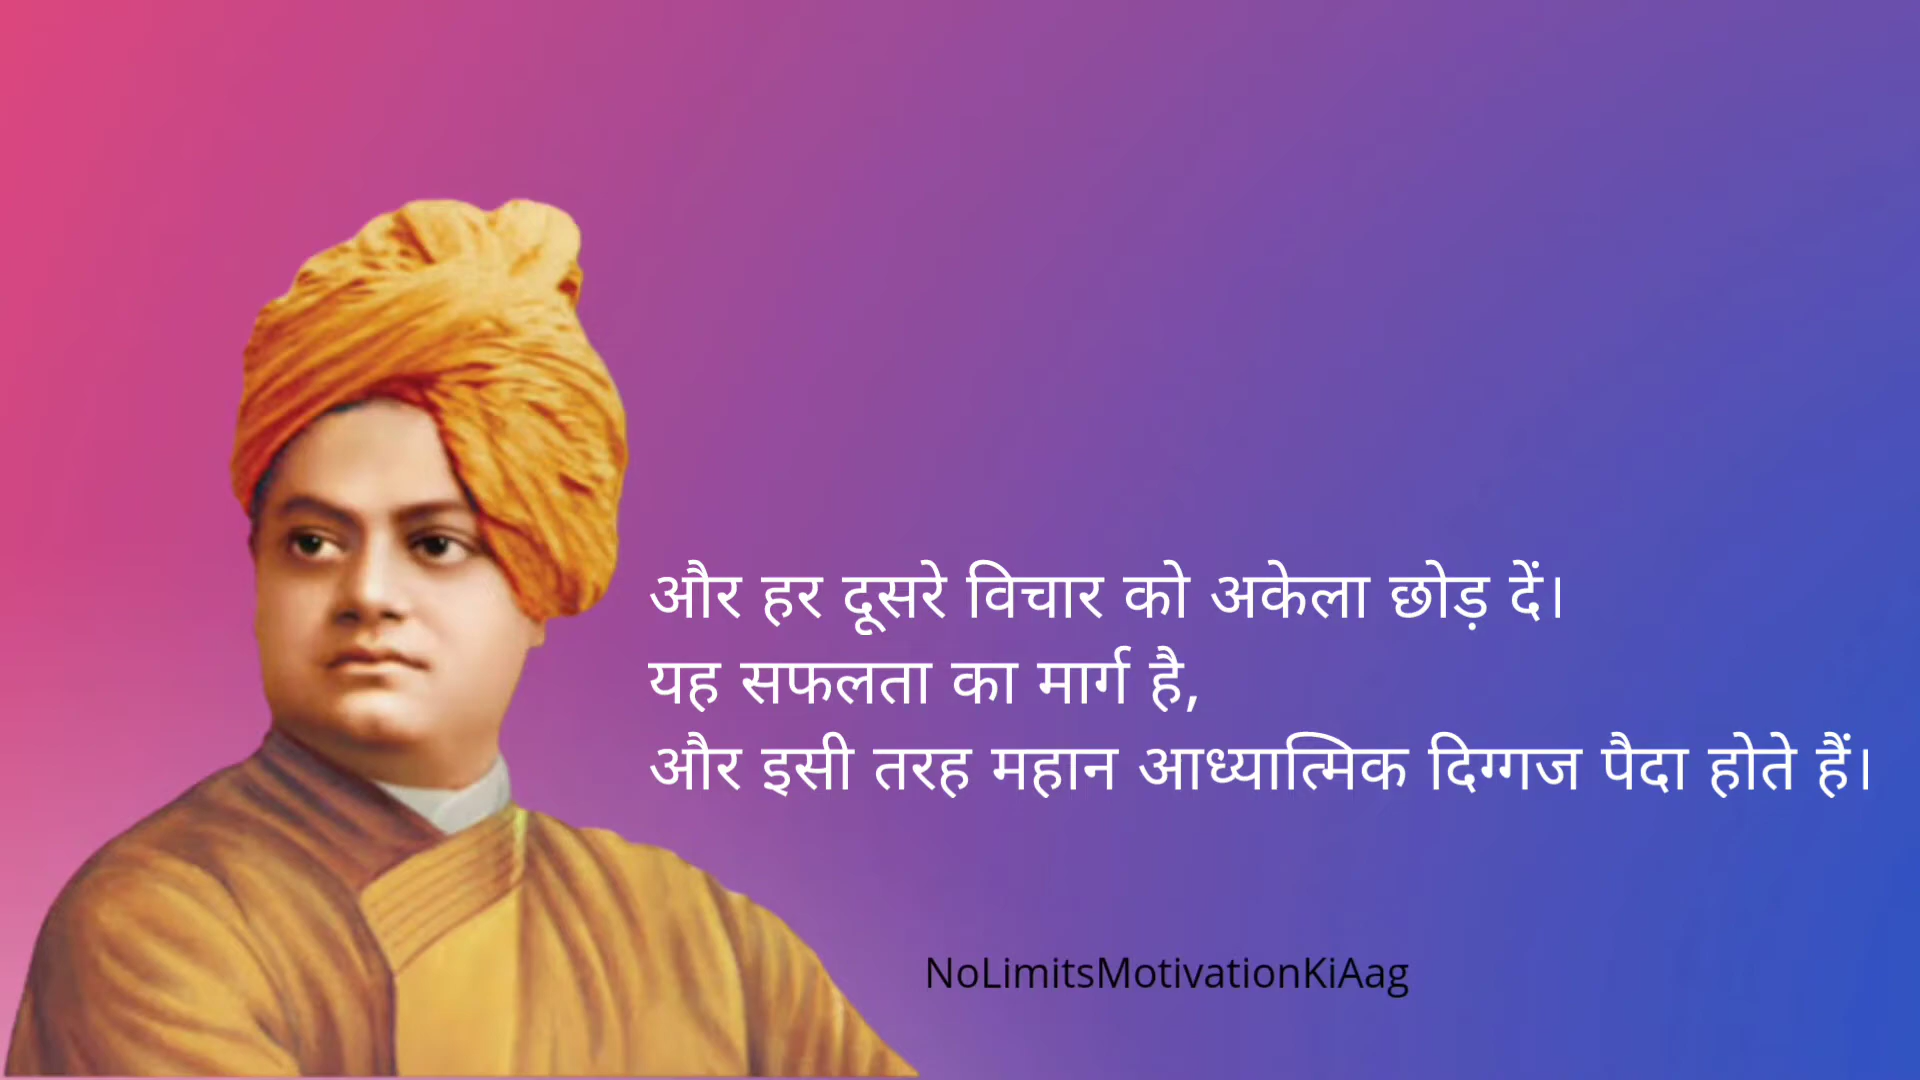 और हर दूसरे विचार को अकेला छोड़ दें।
यह सफलता का मार्ग है,
और इसी तरह महान आध्यात्मिक दिग्गज पैदा होते हैं।
NoLimitsMotivationKiAag